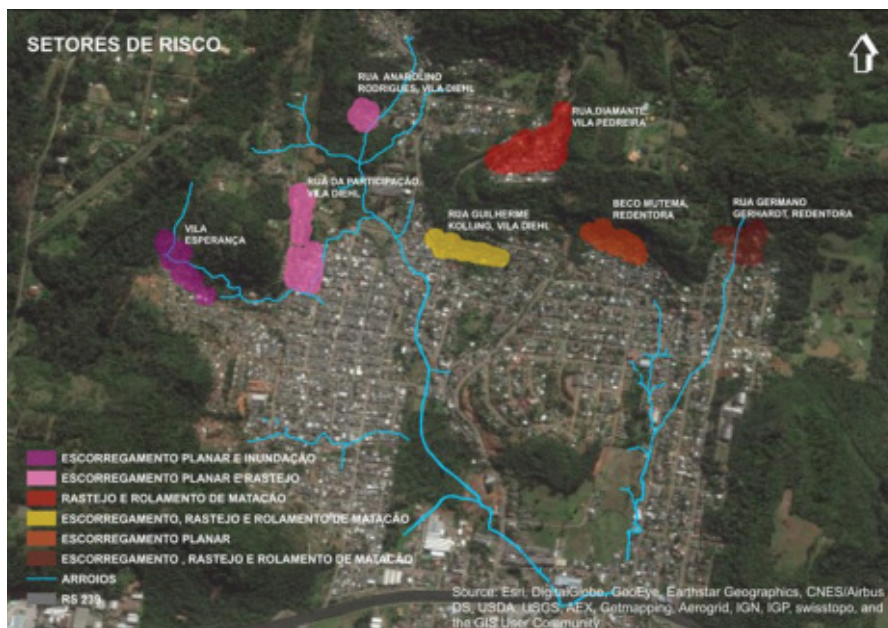 SETORES DE RISCO
RUA ANAROLINO
RODRIGUES, VILA DIEHL
RUA DIAMANTE,
VILA PEDREIRA
RUA DA PARTICIPAÇÃO,
VILA DIEHL
VILA
ESPERANÇA
RUA GUILHERME
KOLLING, VILA DIEHL
BECO MUTEMA,
REDENTORA
RUA GERMANO
GERHARDT, REDENTORA
ESCORREGAMENTO PLANAR E INUNDAÇÃO
ESCORREGAMENTO PLANAR E RASTEJO
RASTEJO E ROLAMENTO DE MATACÃO
ESCORREGAMENTO, RASTEJO E ROLAMENTO DE MATACÃO
ESCORREGAMENTO PLANAR
ESCORREGAMENTO , RASTEJO E ROLAMENTO DE MATACÃO
ARROIOS
RS 239
Source: Esri, DigitalGlobe, GeoEye, Earthstar Geographics, CNES/Airbus
DS, USDA, USGS, AEX, Getmapping, Aerogrid, IGN, IGP, swisstopo, and
the GIS User Community